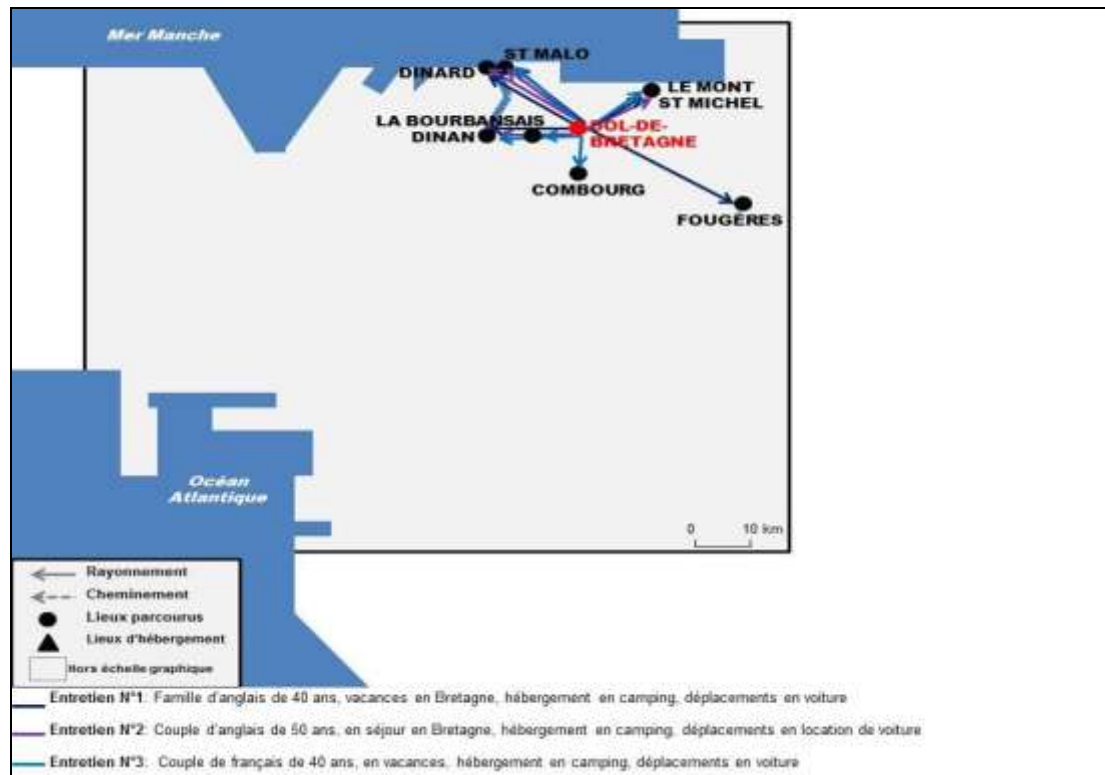 Mer Manche
ST MALO
DINARD
LE MONT
ST MICHEL
LA BOURBANSAIS
DINAN
DOL-DE-
BRETAGNE
COMBOURG
FOUGÈRES
Océan
Atlantique
0 10 km
Rayonnement
Cheminement
Lieux parcourus
Lieux d'hébergement
Hors échelle graphique
Entretien N°1: Famille d'anglais de 40 ans, vacances en Bretagne, hébergement en camping, déplacements en voiture
Entretien N°2: Couple d'anglais de 50 ans, en séjour en Bretagne, hébergement en camping, déplacements en location de voiture
Entretien N°3: Couple de français de 40 ans, en vacances, hébergement en camping, déplacements en voiture